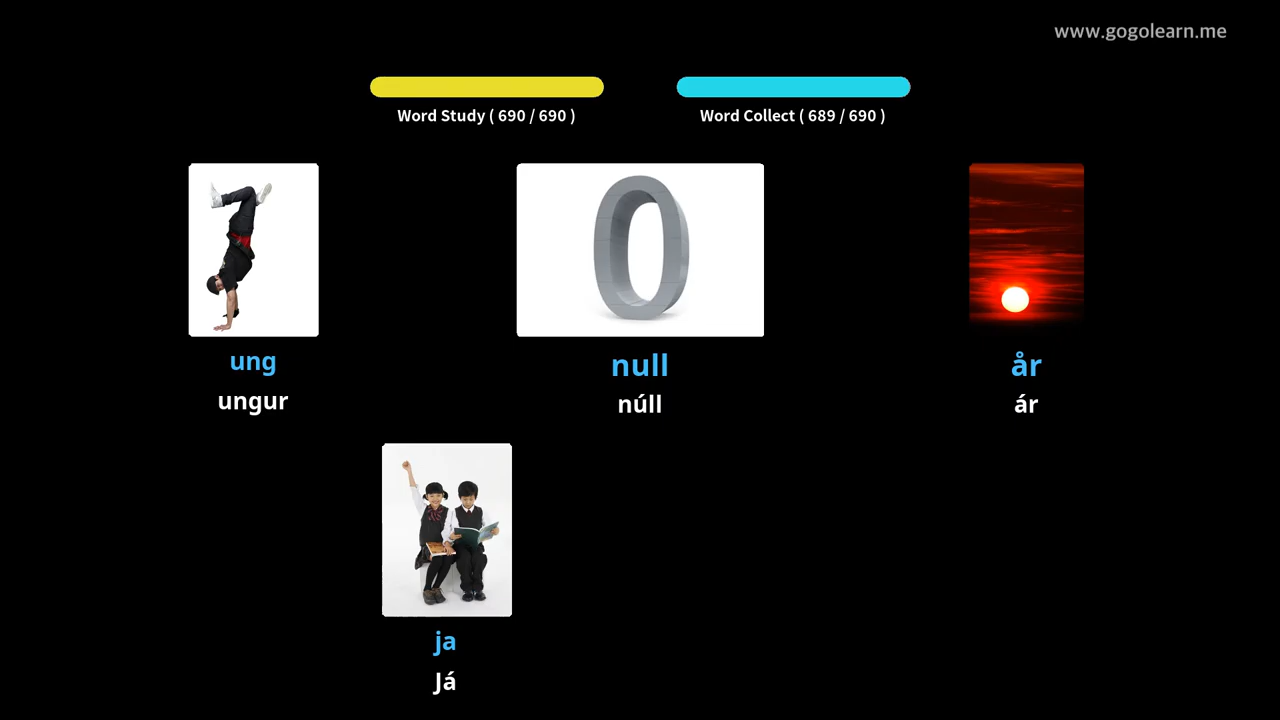 www.gogolearn.me
Word Study ( 690 / 690 )
Word Collect ( 689 / 690 )
ung
ungur
null
núll
år
ár
ja
Já